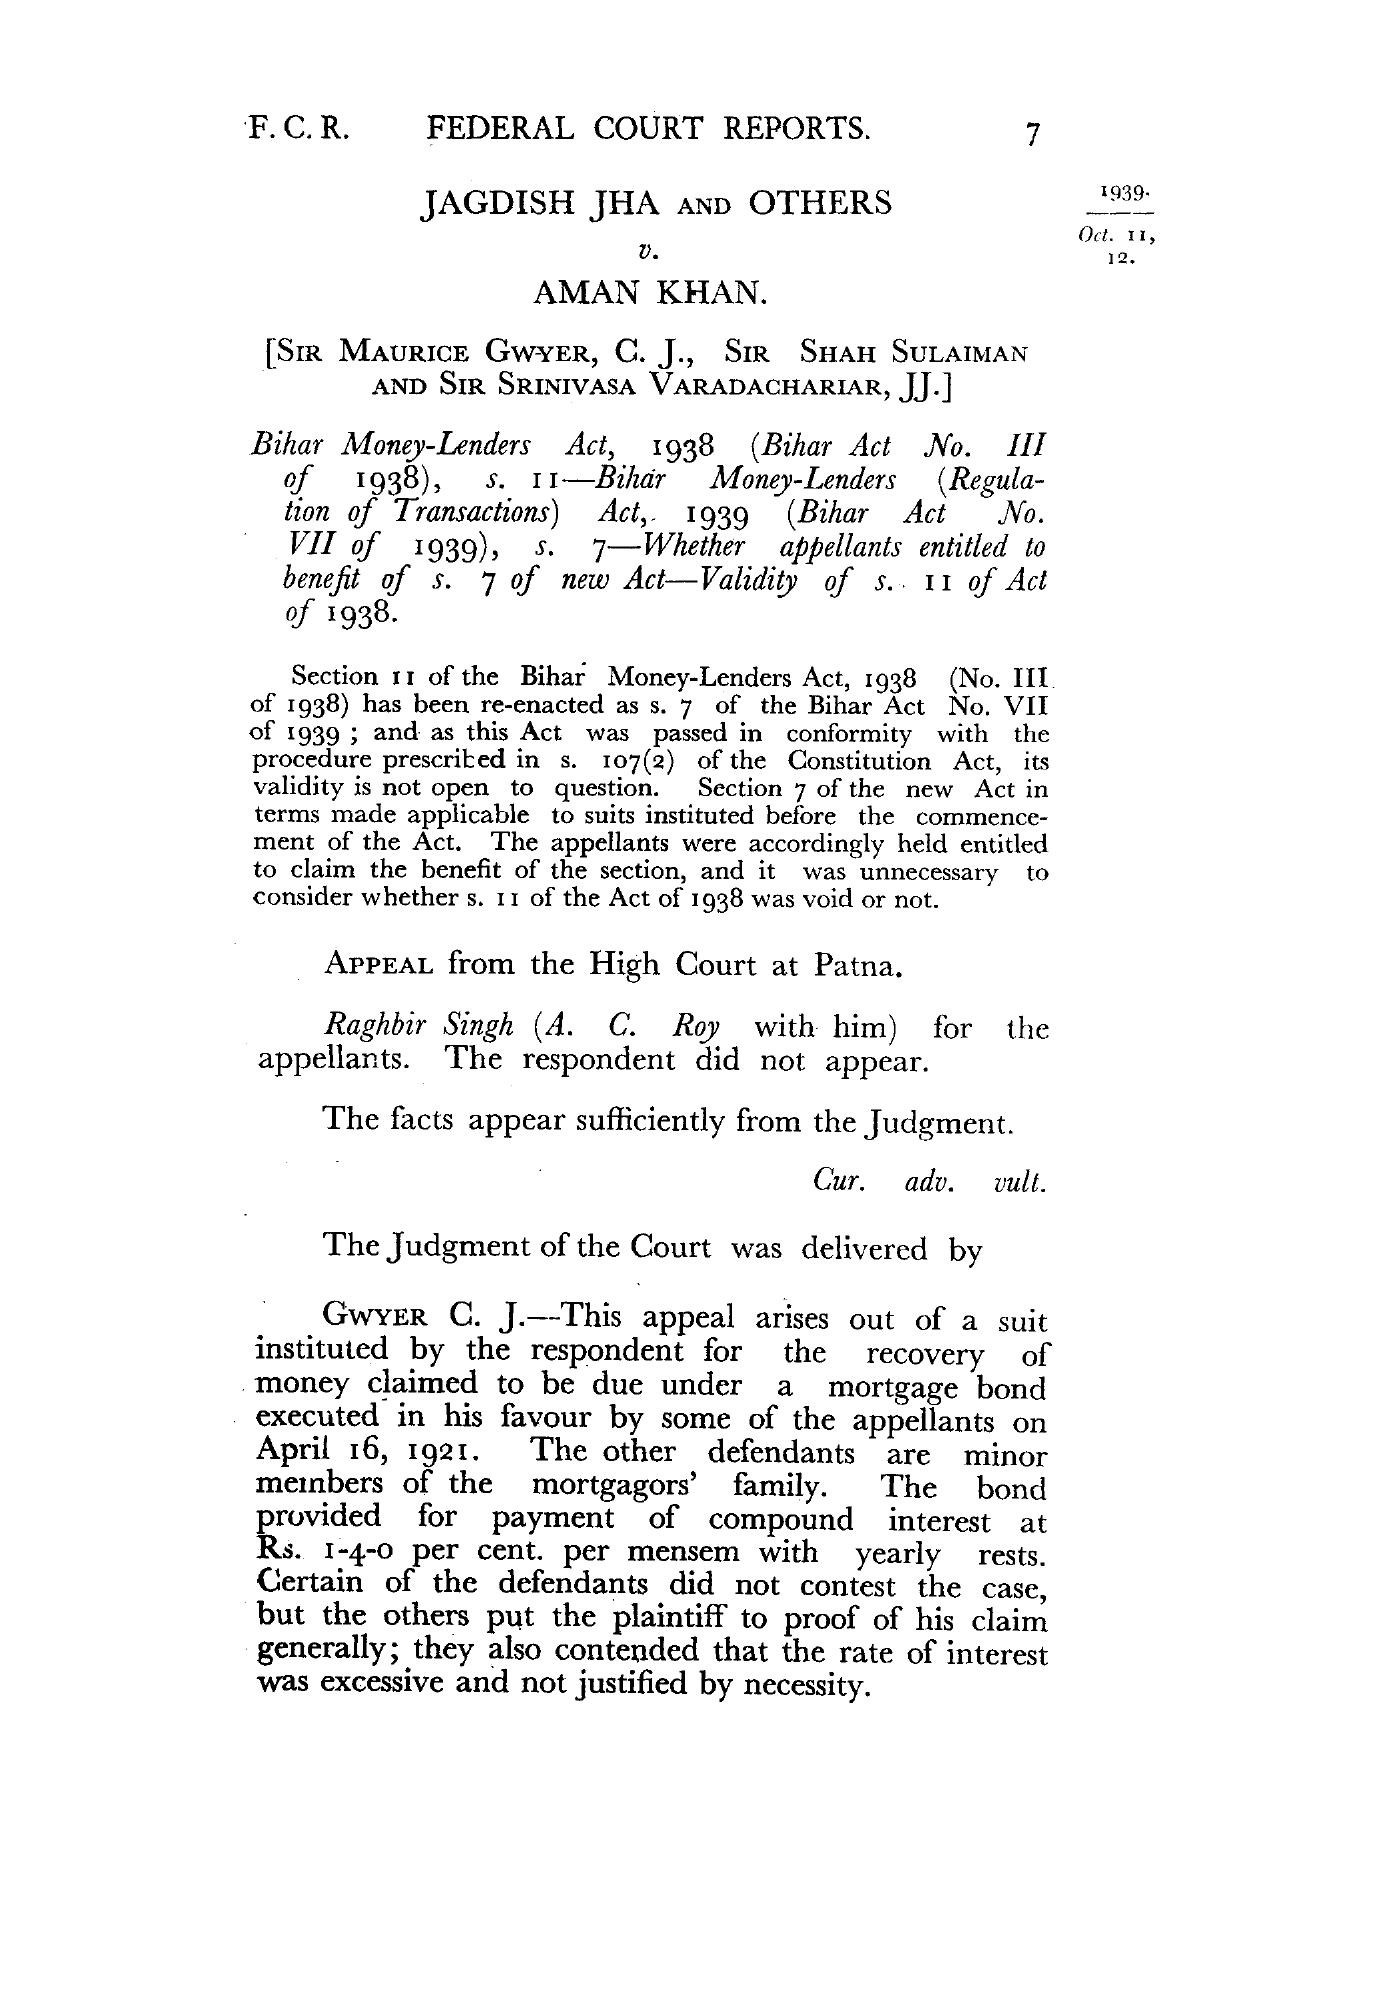 F. C. R. FEDERAL COURT REPORTS. 7
JAGDISH JHA AND OTHERS
v.
AMAN KHAN.
1939.
Oct. 11,
12.
[SIR MAURICE GWYER, C. J., SIR SHAH SULAIMAN
AND SIR SRINIVASA VARADACHARIAR, JJ.]
Bihar Money-Lenders Act, 1938 (Bihar Act No. III
of 1938), s. 11—Bihar Money-Lenders (Regula-
tion of Transactions) Act, 1939 (Bihar Act No.
VII of 1939), s. 7—Whether appellants entitled to
benefit of s. 7 of new Act—Validity of s. 11 of Act
of 1938.
Section 11 of the Bihar Money-Lenders Act, 1938 (No. III
of 1938) has been re-enacted as s. 7 of the Bihar Act No. VII
of 1939 ; and as this Act was passed in conformity with the
procedure prescribed in s. 107(2) of the Constitution Act, its
validity is not open to question. Section 7 of the new Act in
terms made applicable to suits instituted before the commence-
ment of the Act. The appellants were accordingly held entitled
to claim the benefit of the section, and it was unnecessary to
consider whether s. 11 of the Act of 1938 was void or not.
APPEAL from the High Court at Patna.
Raghbir Singh (A. C. Roy with him) for the
appellants. The respondent did not appear.
The facts appear sufficiently from the Judgment.
Cur. adv. vult.
The Judgment of the Court was delivered by
GWYER C. J.—This appeal arises out of a suit
instituted by the respondent for the recovery of
money claimed to be due under a mortgage bond
executed in his favour by some of the appellants on
April 16, 1921. The other defendants are minor
members of the mortgagors' family. The bond
provided for payment of compound interest at
Rs. 1-4-0 per cent. per mensem with yearly rests.
Certain of the defendants did not contest the case,
but the others put the plaintiff to proof of his claim
generally; they also contended that the rate of interest
was excessive and not justified by necessity.